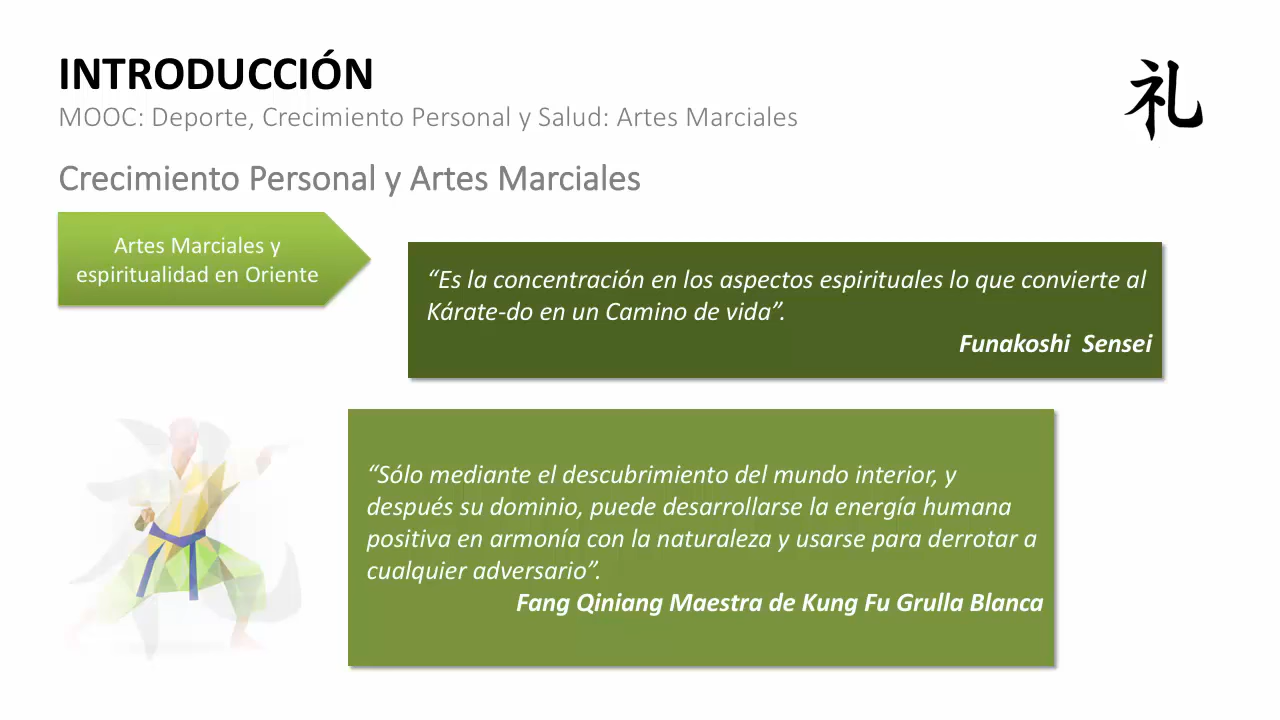 INTRODUCCIÓN
MOOC: Deporte, Crecimiento Personal y Salud: Artes Marciales
礼
Crecimiento Personal y Artes Marciales
Artes Marciales y
espiritualidad en Oriente
“Es la concentración en los aspectos espirituales lo que convierte al
Kárate-do en un Camino de vida”.
Funakoshi Sensei
“Sólo mediante el descubrimiento del mundo interior, y
después su dominio, puede desarrollarse la energía humana
positiva en armonía con la naturaleza y usarse para derrotar a
cualquier adversario”.
Fang Qiniang Maestra de Kung Fu Grulla Blanca
礼